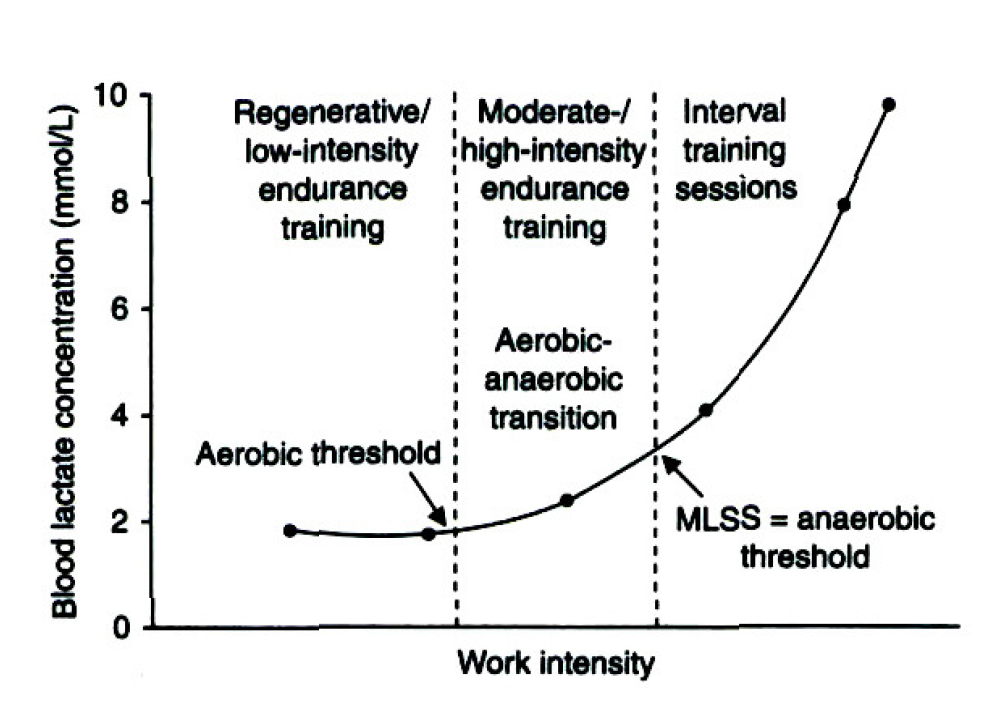 Blood lactate concentration (mmol/L)
10
8
6
4
2
0
Regenerative/
low-intensity
endurance
training
Moderate-/
high-intensity
endurance
training
Interval
training
sessions
Aerobic-
anaerobic
transition
Aerobic threshold
MLSS = anaerobic
threshold
Work intensity